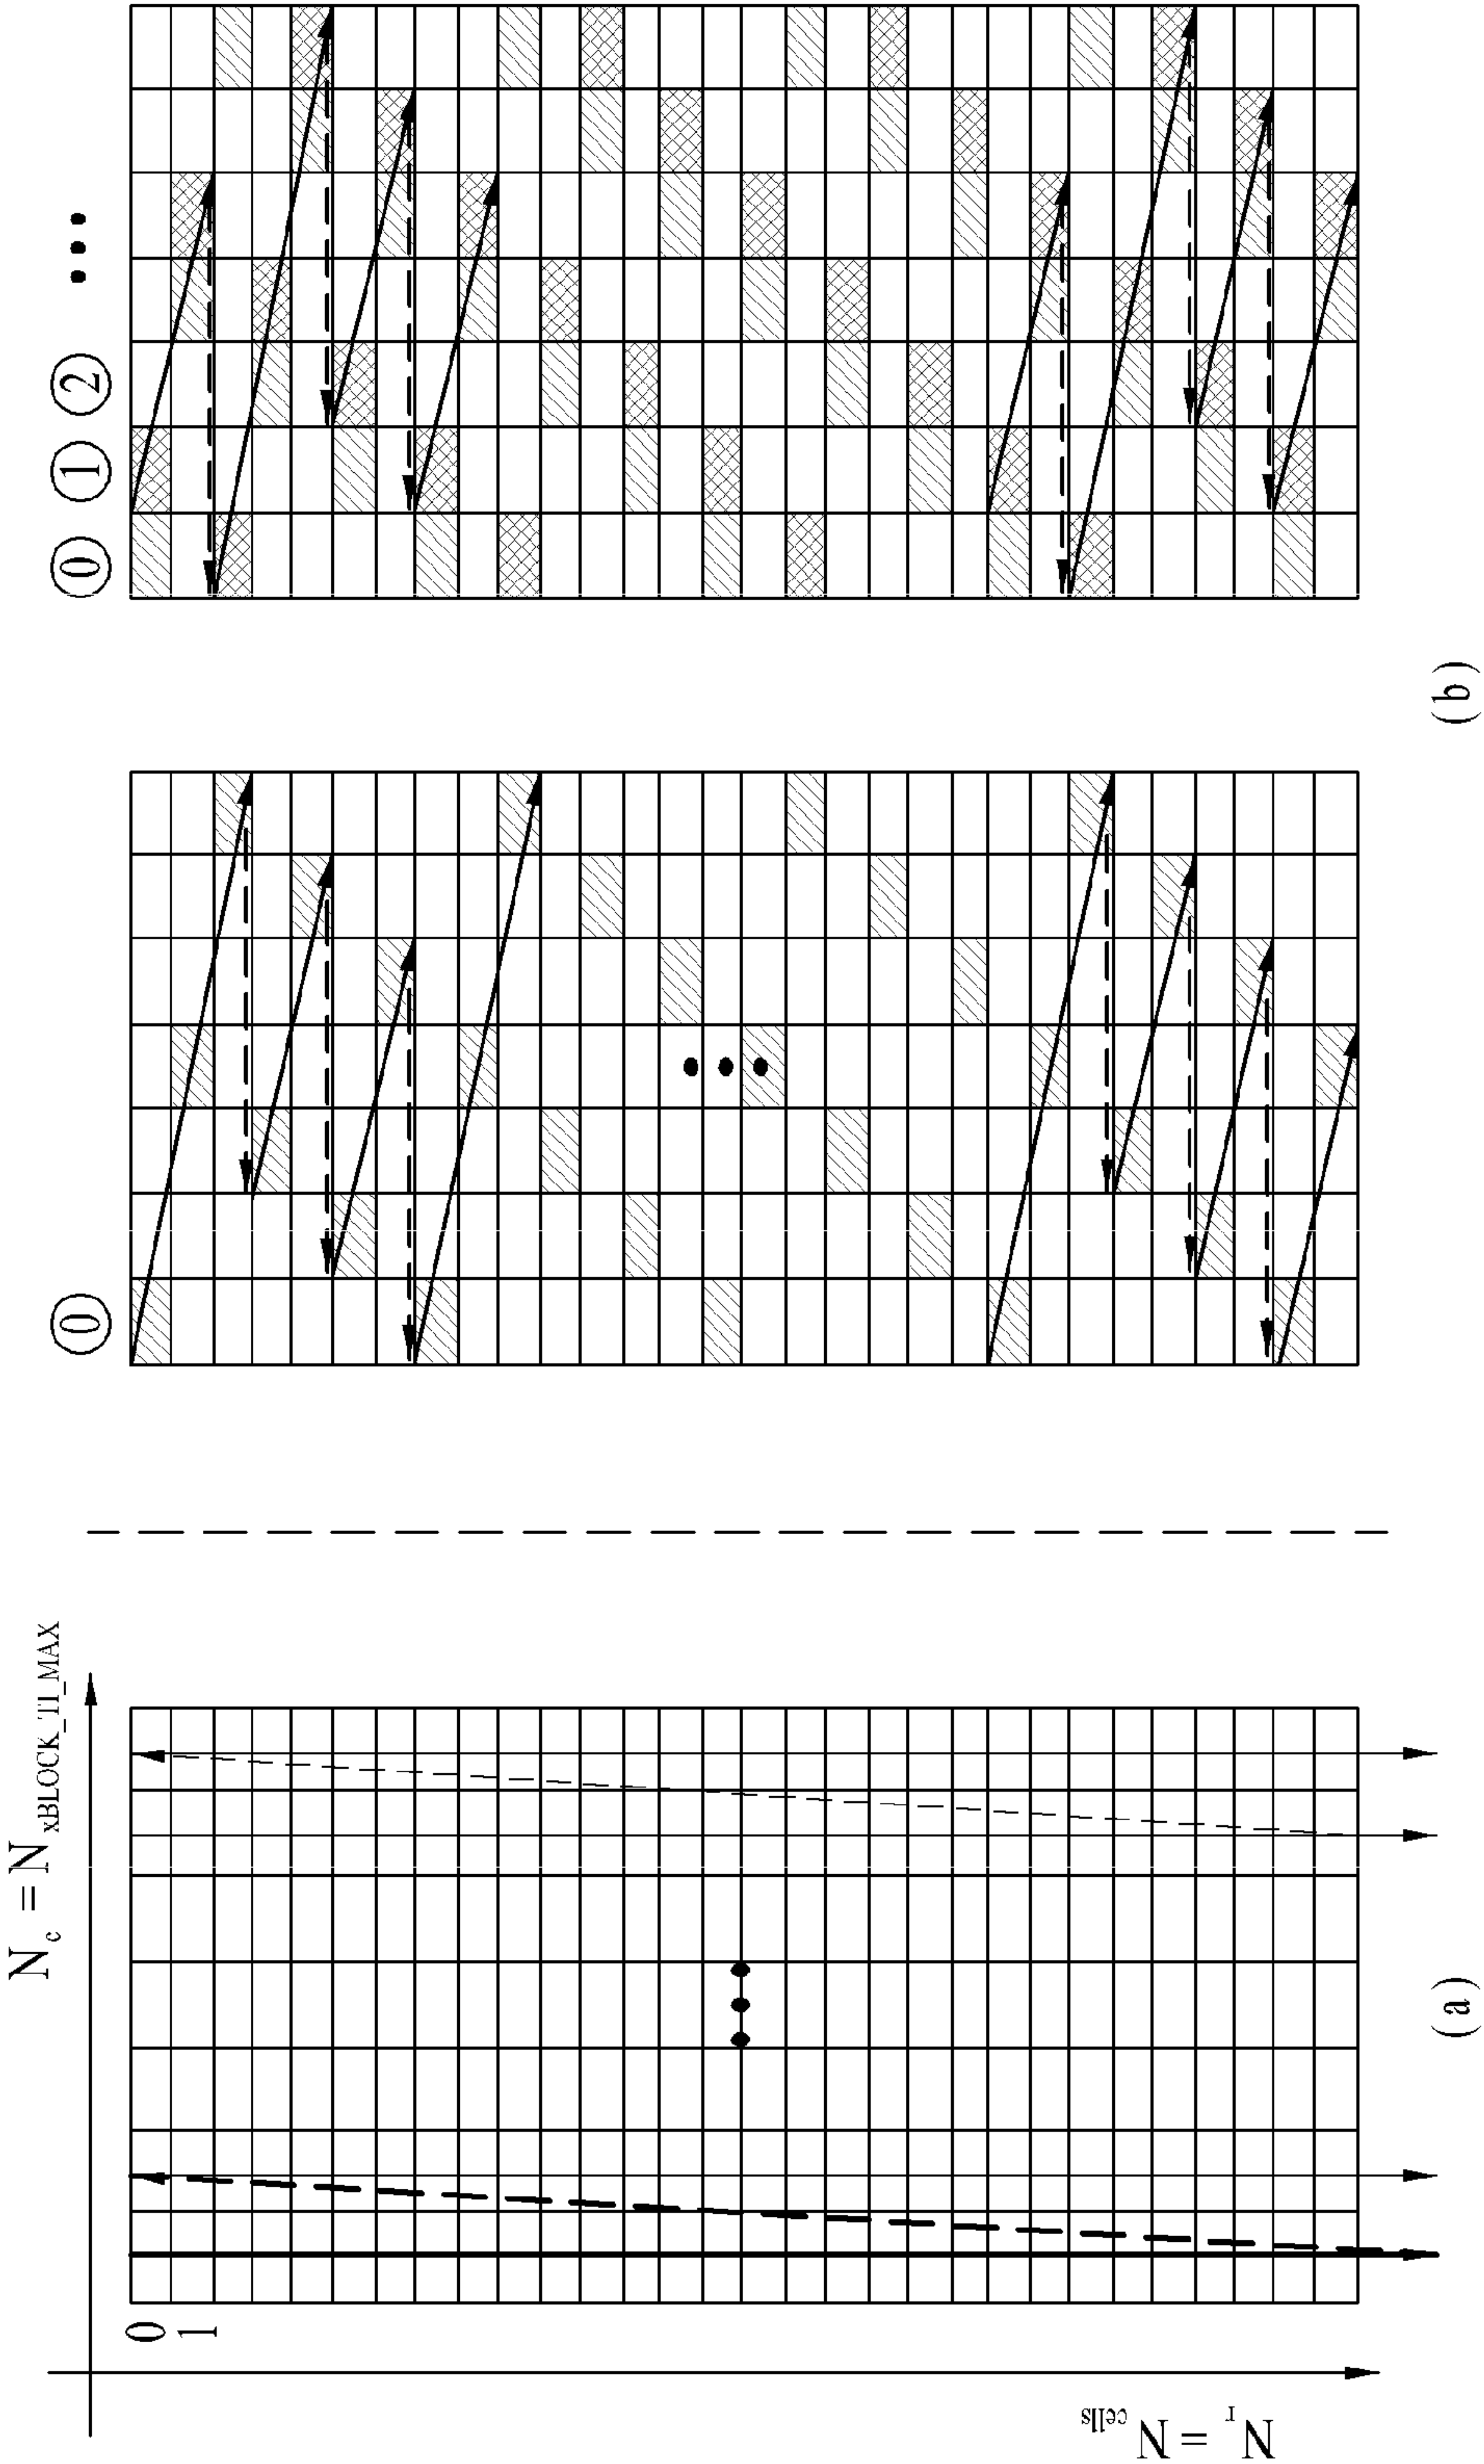 N_c = N_xBLOCK_TI_MAX
N_r = N_cells
0
1
(a)
⓪
⓪ ① ② •••
(b)